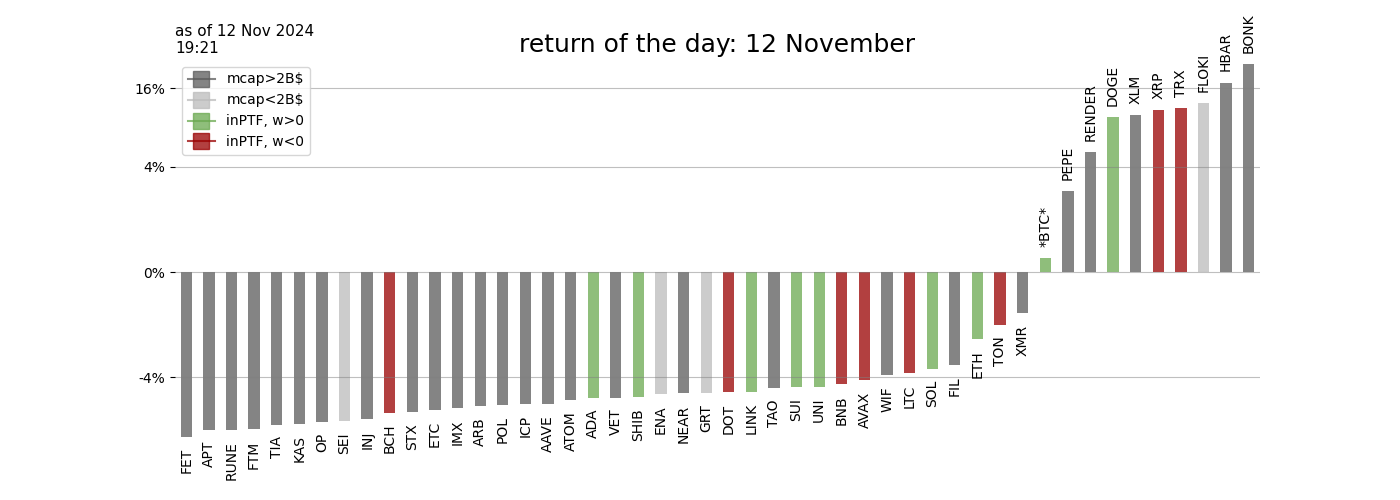 as of 12 Nov 2024
19:21
return of the day: 12 November
mcap>2B$
mcap<2B$
inPTF, w>0
inPTF, w<0
16%
4%
0%
-4%
FET
APT
RUNE
FTM
TIA
KAS
OP
SEI
INJ
BCH
STX
ETC
IMX
ARB
POL
ICP
AAVE
ATOM
ADA
VET
SHIB
ENA
NEAR
GRT
DOT
LINK
TAO
SUI
UNI
BNB
AVAX
WIF
LTC
SOL
FIL
ETH
TON
XMR
*BTC*
PEPE
RENDER
DOGE
XLM
XRP
TRX
FLOKI
HBAR
BONK